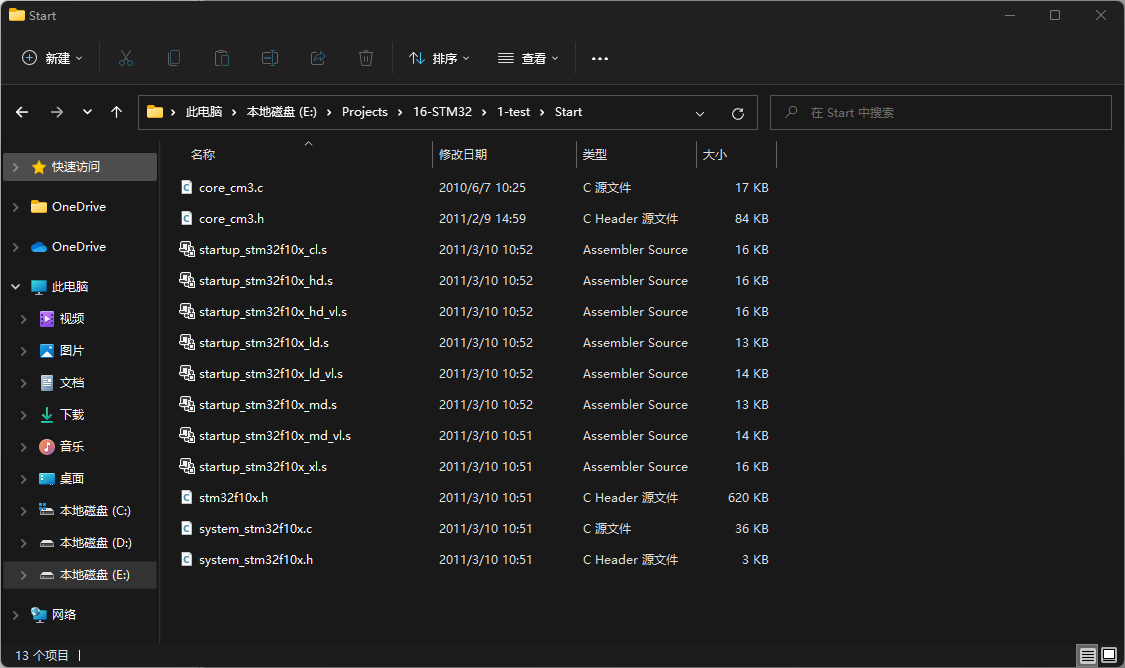 Start
新建
排序
查看
此电脑 本地磁盘 (E:) Projects 16-STM32 1-test Start
在 Start 中搜索
快速访问
OneDrive
OneDrive
此电脑
视频
图片
文档
下载
音乐
桌面
本地磁盘 (C:)
本地磁盘 (D:)
本地磁盘 (E:)
网络
名称 修改日期 类型 大小
core_cm3.c 2010/6/7 10:25 C 源文件 17 KB
core_cm3.h 2011/2/9 14:59 C Header 源文件 84 KB
startup_stm32f10x_cl.s 2011/3/10 10:52 Assembler Source 16 KB
startup_stm32f10x_hd.s 2011/3/10 10:52 Assembler Source 16 KB
startup_stm32f10x_hd_vl.s 2011/3/10 10:52 Assembler Source 16 KB
startup_stm32f10x_ld.s 2011/3/10 10:52 Assembler Source 13 KB
startup_stm32f10x_ld_vl.s 2011/3/10 10:52 Assembler Source 14 KB
startup_stm32f10x_md.s 2011/3/10 10:52 Assembler Source 13 KB
startup_stm32f10x_md_vl.s 2011/3/10 10:51 Assembler Source 14 KB
startup_stm32f10x_xl.s 2011/3/10 10:51 Assembler Source 16 KB
stm32f10x.h 2011/3/10 10:51 C Header 源文件 620 KB
system_stm32f10x.c 2011/3/10 10:51 C 源文件 36 KB
system_stm32f10x.h 2011/3/10 10:51 C Header 源文件 3 KB
13 个项目